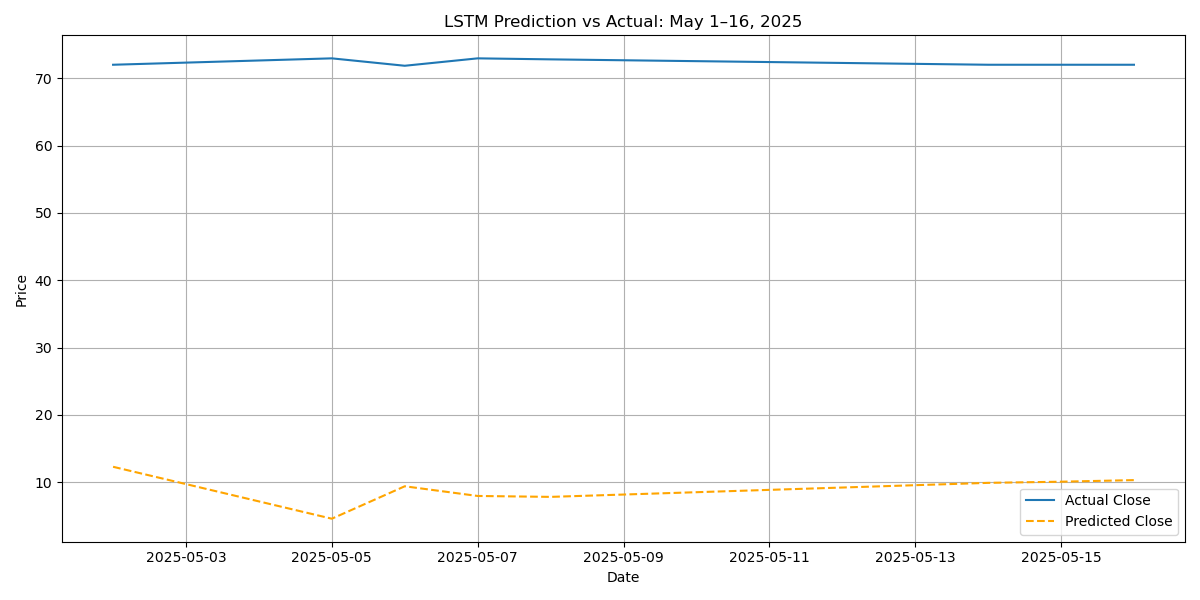 LSTM Prediction vs Actual: May 1–16, 2025
70
60
50
40
30
20
10
Price
Actual Close
Predicted Close
2025-05-03
2025-05-05
2025-05-07
2025-05-09
2025-05-11
2025-05-13
2025-05-15
Date